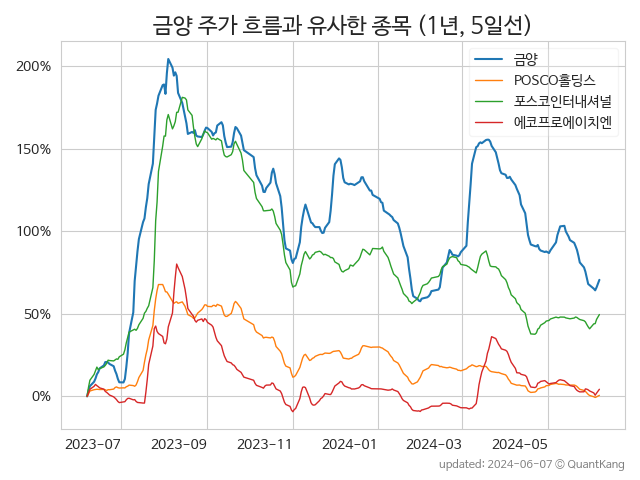 금양 주가 흐름과 유사한 종목 (1년, 5일선)
금양
POSCO홀딩스
포스코인터내셔널
에코프로에이치엔
200%
150%
100%
50%
0%
2023-07 2023-09 2023-11 2024-01 2024-03 2024-05
updated: 2024-06-07 © QuantKang